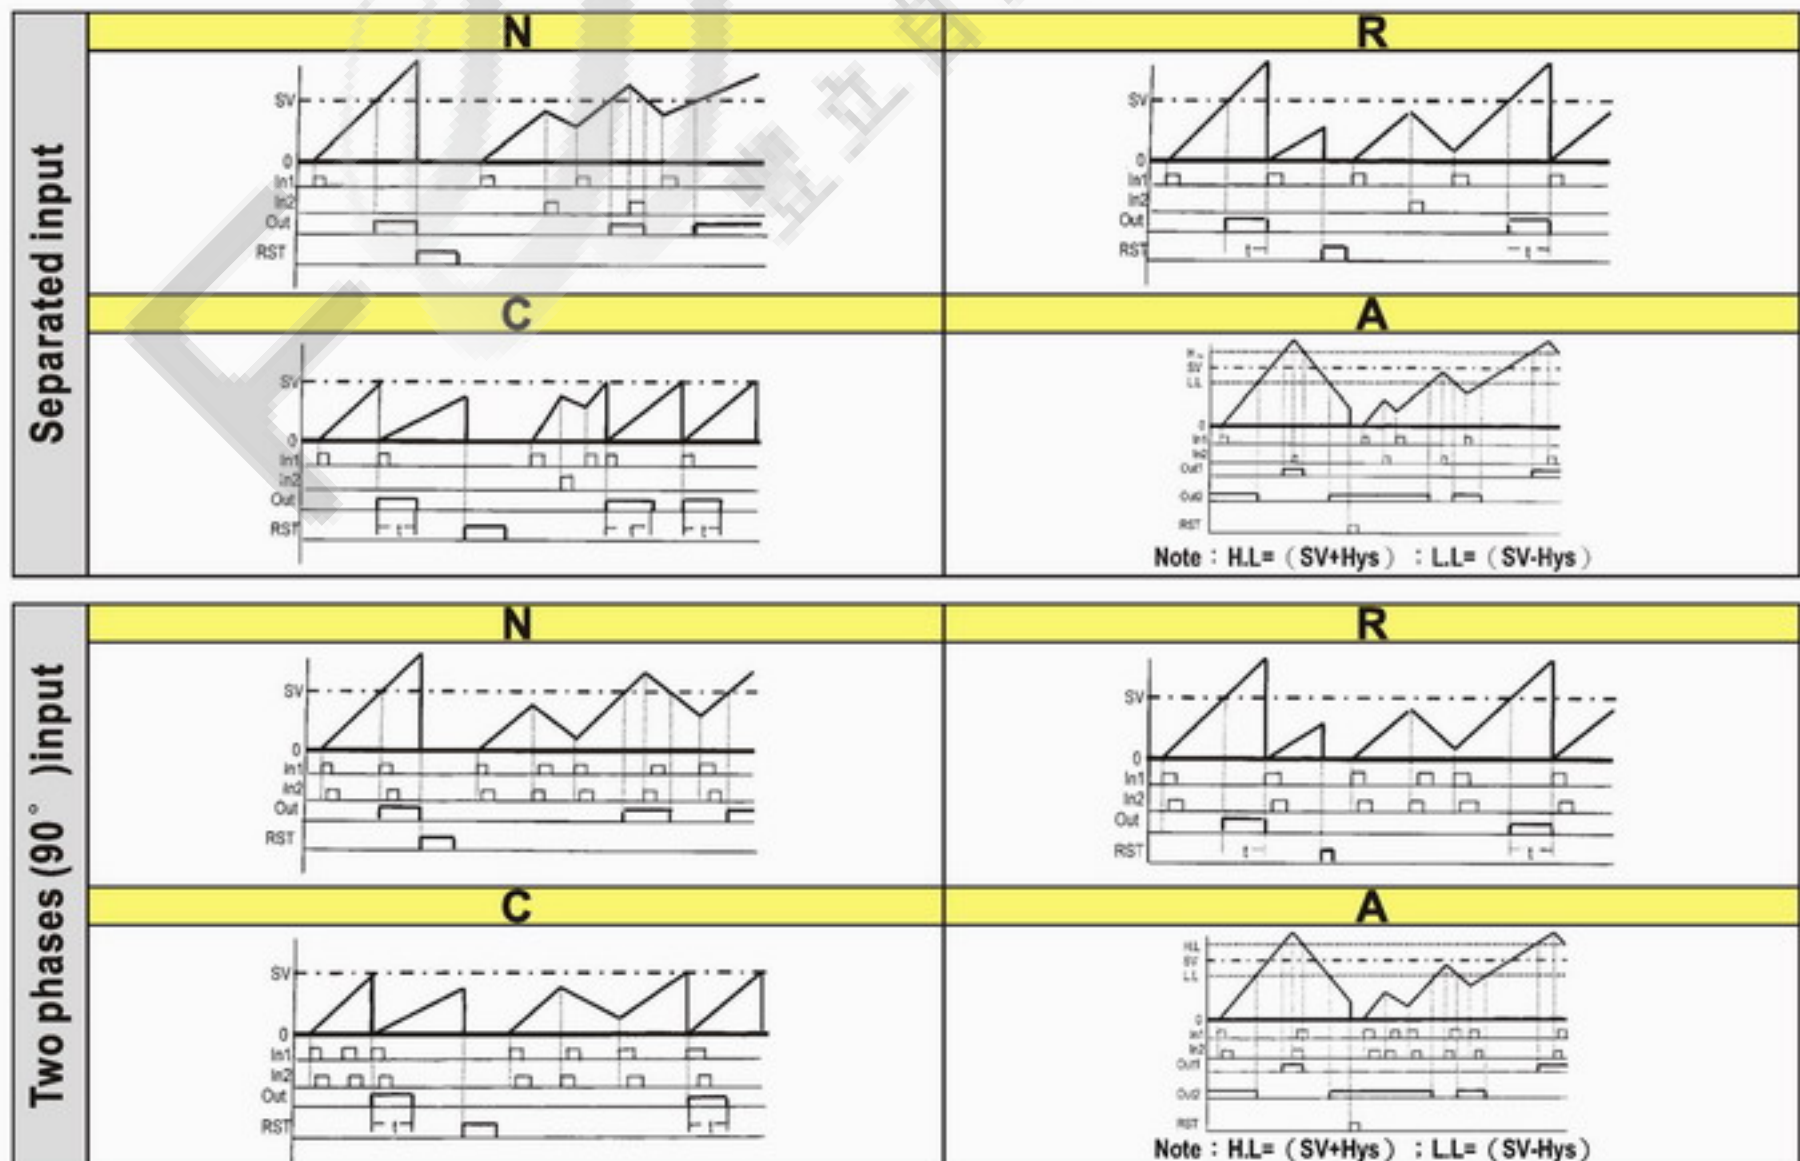 Separated input
N
SV
0
In1
In2
Out
RST
R
SV
0
In1
In2
Out
RST
t
t
C
SV
0
In1
In2
Out
RST
t
t
A
SV
L.L
0
In1
In2
Out1
Out2
RST
Note : H.L= (SV+Hys) : L.L= (SV-Hys)
Two phases (90° )input
N
SV
0
In1
In2
Out
RST
R
SV
0
In1
In2
Out
RST
t
t
C
SV
0
In1
In2
Out
RST
t
t
A
H.L
SV
L.L
0
In1
In2
Out1
Out2
RST
Note : H.L= (SV+Hys) ; L.L= (SV-Hys)